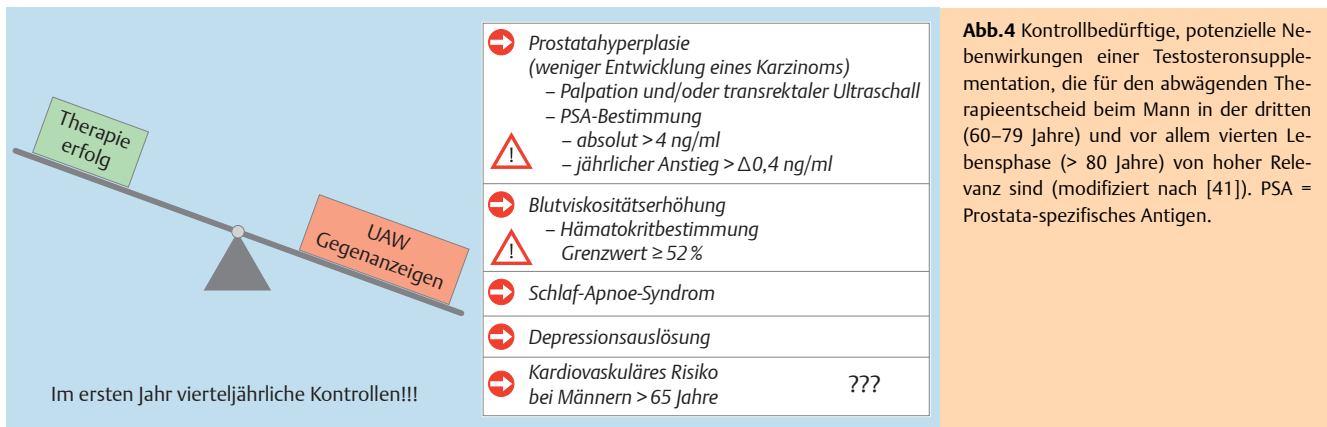 Therapie
erfolg
UAW
Gegenanzeigen
Im ersten Jahr vierteljährliche Kontrollen!!!
Prostatahyperplasie
(weniger Entwicklung eines Karzinoms)
– Palpation und/oder transrektaler Ultraschall
– PSA-Bestimmung
– absolut > 4 ng/ml
! – jährlicher Anstieg > Δ0,4 ng/ml
Blutviskositätserhöhung
– Hämatokritbestimmung
! Grenzwert ≥ 52 %
Schlaf-Apnoe-Syndrom
Depressionsauslösung
Kardiovaskuläres Risiko
bei Männern > 65 Jahre ???
Abb.4 Kontrollbedürftige, potenzielle Ne-
benwirkungen einer Testosteronsupple-
mentation, die für den abwägenden The-
rapieentscheid beim Mann in der dritten
(60–79 Jahre) und vor allem vierten Le-
bensphase (> 80 Jahre) von hoher Rele-
vanz sind (modifiziert nach [41]). PSA =
Prostata-spezifisches Antigen.